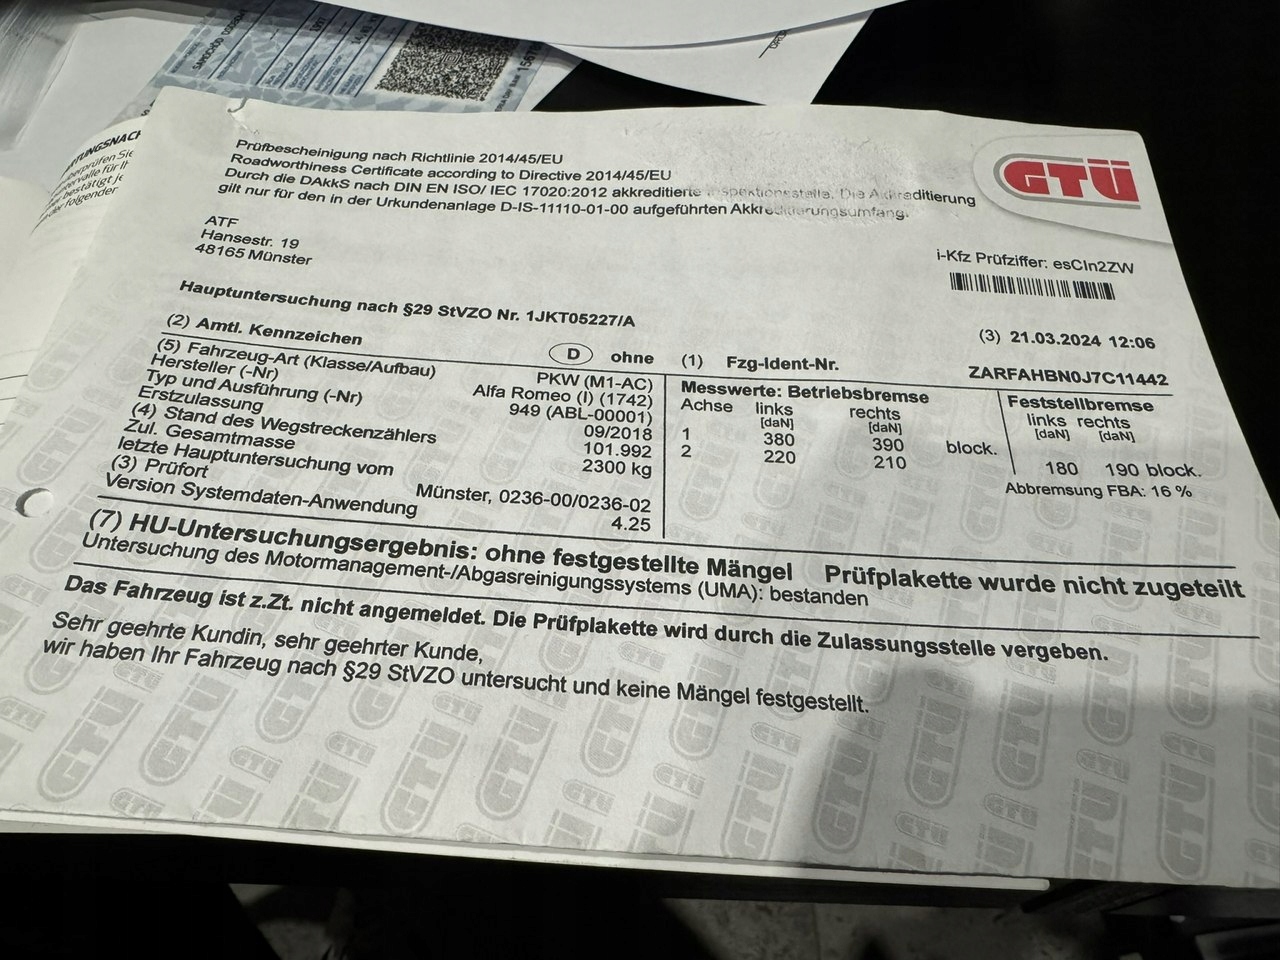 Prüfbescheinigung nach Richtlinie 2014/45/EU
Roadworthiness Certificate according to Directive 2014/45/EU
Durch die DAkkS nach DIN EN ISO/ IEC 17020:2012 akkreditierte Inspektionsstelle. Die Akkreditierung
gilt nur für den in der Urkundenanlage D-IS-11110-01-00 aufgeführten Akkreditierungsumfang.
GTÜ
ATF
Hansestr. 19
48165 Münster
i-Kfz Prüfziffer: esCIn2ZW
Hauptuntersuchung nach §29 StVZO Nr. 1JKT05227/A
(3) 21.03.2024 12:06
(2) Amtl. Kennzeichen D ohne (1) Fzg-Ident-Nr. ZARFAHBN0J7C11442
(5) Fahrzeug-Art (Klasse/Aufbau) PKW (M1-AC)
Hersteller (-Nr) Alfa Romeo (I) (1742)
Typ und Ausführung (-Nr) 949 (ABL-00001)
Erstzulassung 09/2018
(4) Stand des Wegstreckenzählers 101.992
Zul. Gesamtmasse 2300 kg
letzte Hauptuntersuchung vom
(3) Prüfort Münster, 0236-00/0236-02
Version Systemdaten-Anwendung 4.25
Messwerte: Betriebsbremse
Achse links rechts
[daN] [daN]
1 380 390 block.
2 220 210
Feststellbremse
links rechts
[daN] [daN]
180 190 block.
Abbremsung FBA: 16 %
(7) HU-Untersuchungsergebnis: ohne festgestellte Mängel Prüfplakette wurde nicht zugeteilt
Untersuchung des Motormanagement-/Abgasreinigungssystems (UMA): bestanden
Das Fahrzeug ist z.Zt. nicht angemeldet. Die Prüfplakette wird durch die Zulassungsstelle vergeben.
Sehr geehrte Kundin, sehr geehrter Kunde,
wir haben Ihr Fahrzeug nach §29 StVZO untersucht und keine Mängel festgestellt.